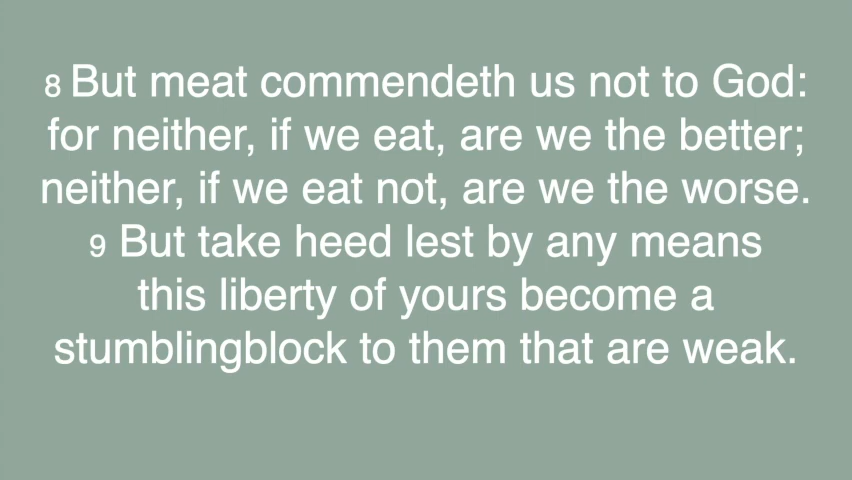 8 But meat commendeth us not to God:
for neither, if we eat, are we the better;
neither, if we eat not, are we the worse.
9 But take heed lest by any means
this liberty of yours become a
stumblingblock to them that are weak.